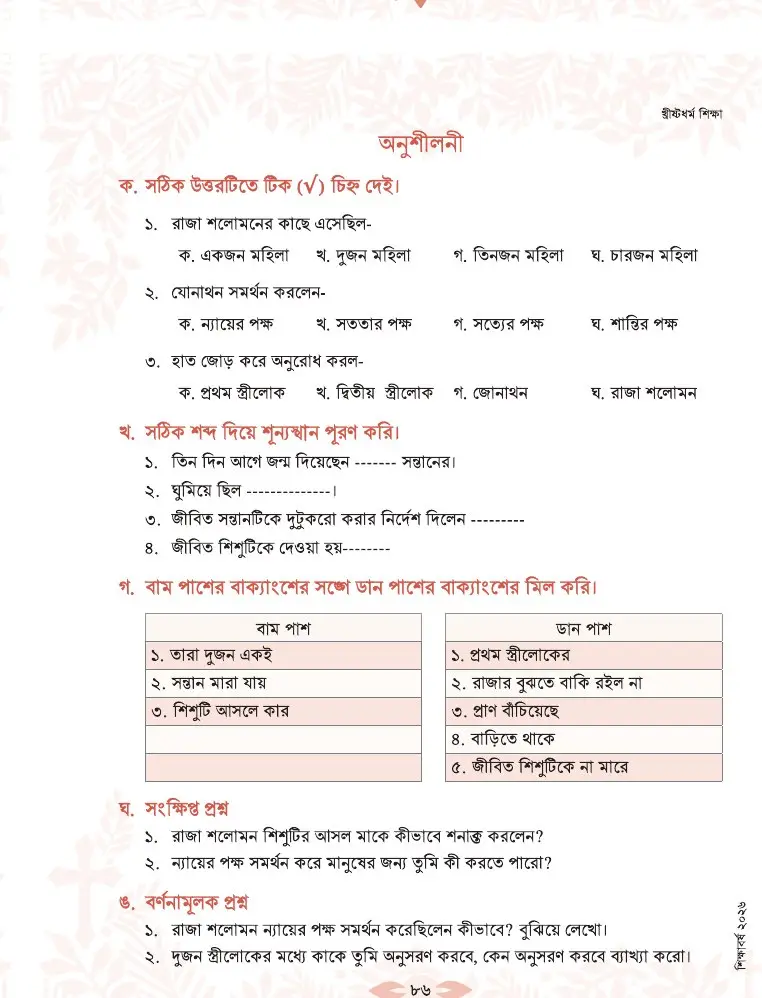 খ্রীষ্টধর্ম শিক্ষা
অনুশীলনী
ক. সঠিক উত্তরটিতে টিক (√) চিহ্ন দেই।
১. রাজা শলোমনের কাছে এসেছিল-
ক. একজন মহিলা খ. দুজন মহিলা গ. তিনজন মহিলা ঘ. চারজন মহিলা
২. যোনাথন সমর্থন করলেন-
ক. ন্যায়ের পক্ষ খ. সততার পক্ষ গ. সত্যের পক্ষ ঘ. শান্তির পক্ষ
৩. হাত জোড় করে অনুরোধ করল-
ক. প্রথম স্ত্রীলোক খ. দ্বিতীয় স্ত্রীলোক গ. জোনাথন ঘ. রাজা শলোমন
খ. সঠিক শব্দ দিয়ে শূন্যস্থান পূরণ করি।
১. তিন দিন আগে জন্ম দিয়েছেন ------- সন্তানের।
২. ঘুমিয়ে ছিল --------------।
৩. জীবিত সন্তানটিকে দুটুকরো করার নির্দেশ দিলেন ---------
৪. জীবিত শিশুটিকে দেওয়া হয়--------
গ. বাম পাশের বাক্যাংশের সঙ্গে ডান পাশের বাক্যাংশের মিল করি।
বাম পাশ ডান পাশ
১. তারা দুজন একই ১. প্রথম স্ত্রীলোকের
২. সন্তান মারা যায় ২. রাজার বুঝতে বাকি রইল না
৩. শিশুটি আসলে কার ৩. প্রাণ বাঁচিয়েছে
৪. বাড়িতে থাকে
৫. জীবিত শিশুটিকে না মারে
ঘ. সংক্ষিপ্ত প্রশ্ন
১. রাজা শলোমন শিশুটির আসল মাকে কীভাবে শনাক্ত করলেন?
২. ন্যায়ের পক্ষ সমর্থন করে মানুষের জন্য তুমি কী করতে পারো?
ঙ. বর্ণনামূলক প্রশ্ন
১. রাজা শলোমন ন্যায়ের পক্ষ সমর্থন করেছিলেন কীভাবে? বুঝিয়ে লেখো।
২. দুজন স্ত্রীলোকের মধ্যে কাকে তুমি অনুসরণ করবে, কেন অনুসরণ করবে ব্যাখ্যা করো।
শিক্ষাবর্ষ ২০২৬
৮৬